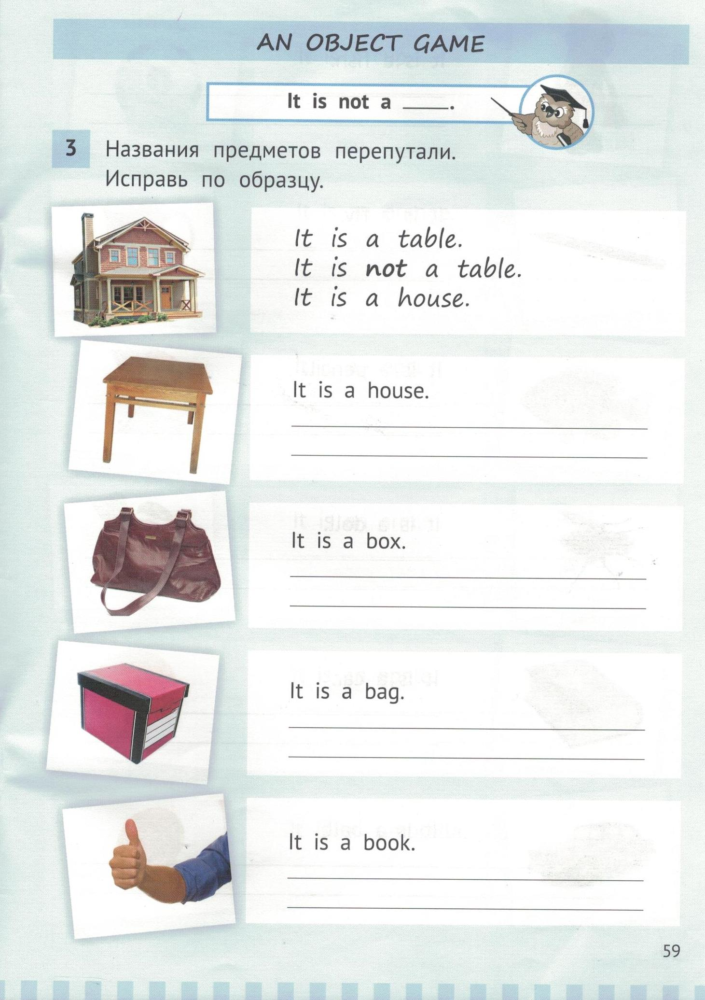 AN OBJECT GAME
It is not a _____.
3 Названия предметов перепутали.
Исправь по образцу.
It is a table.
It is not a table.
It is a house.
It is a house.
It is a box.
It is a bag.
It is a book.
59